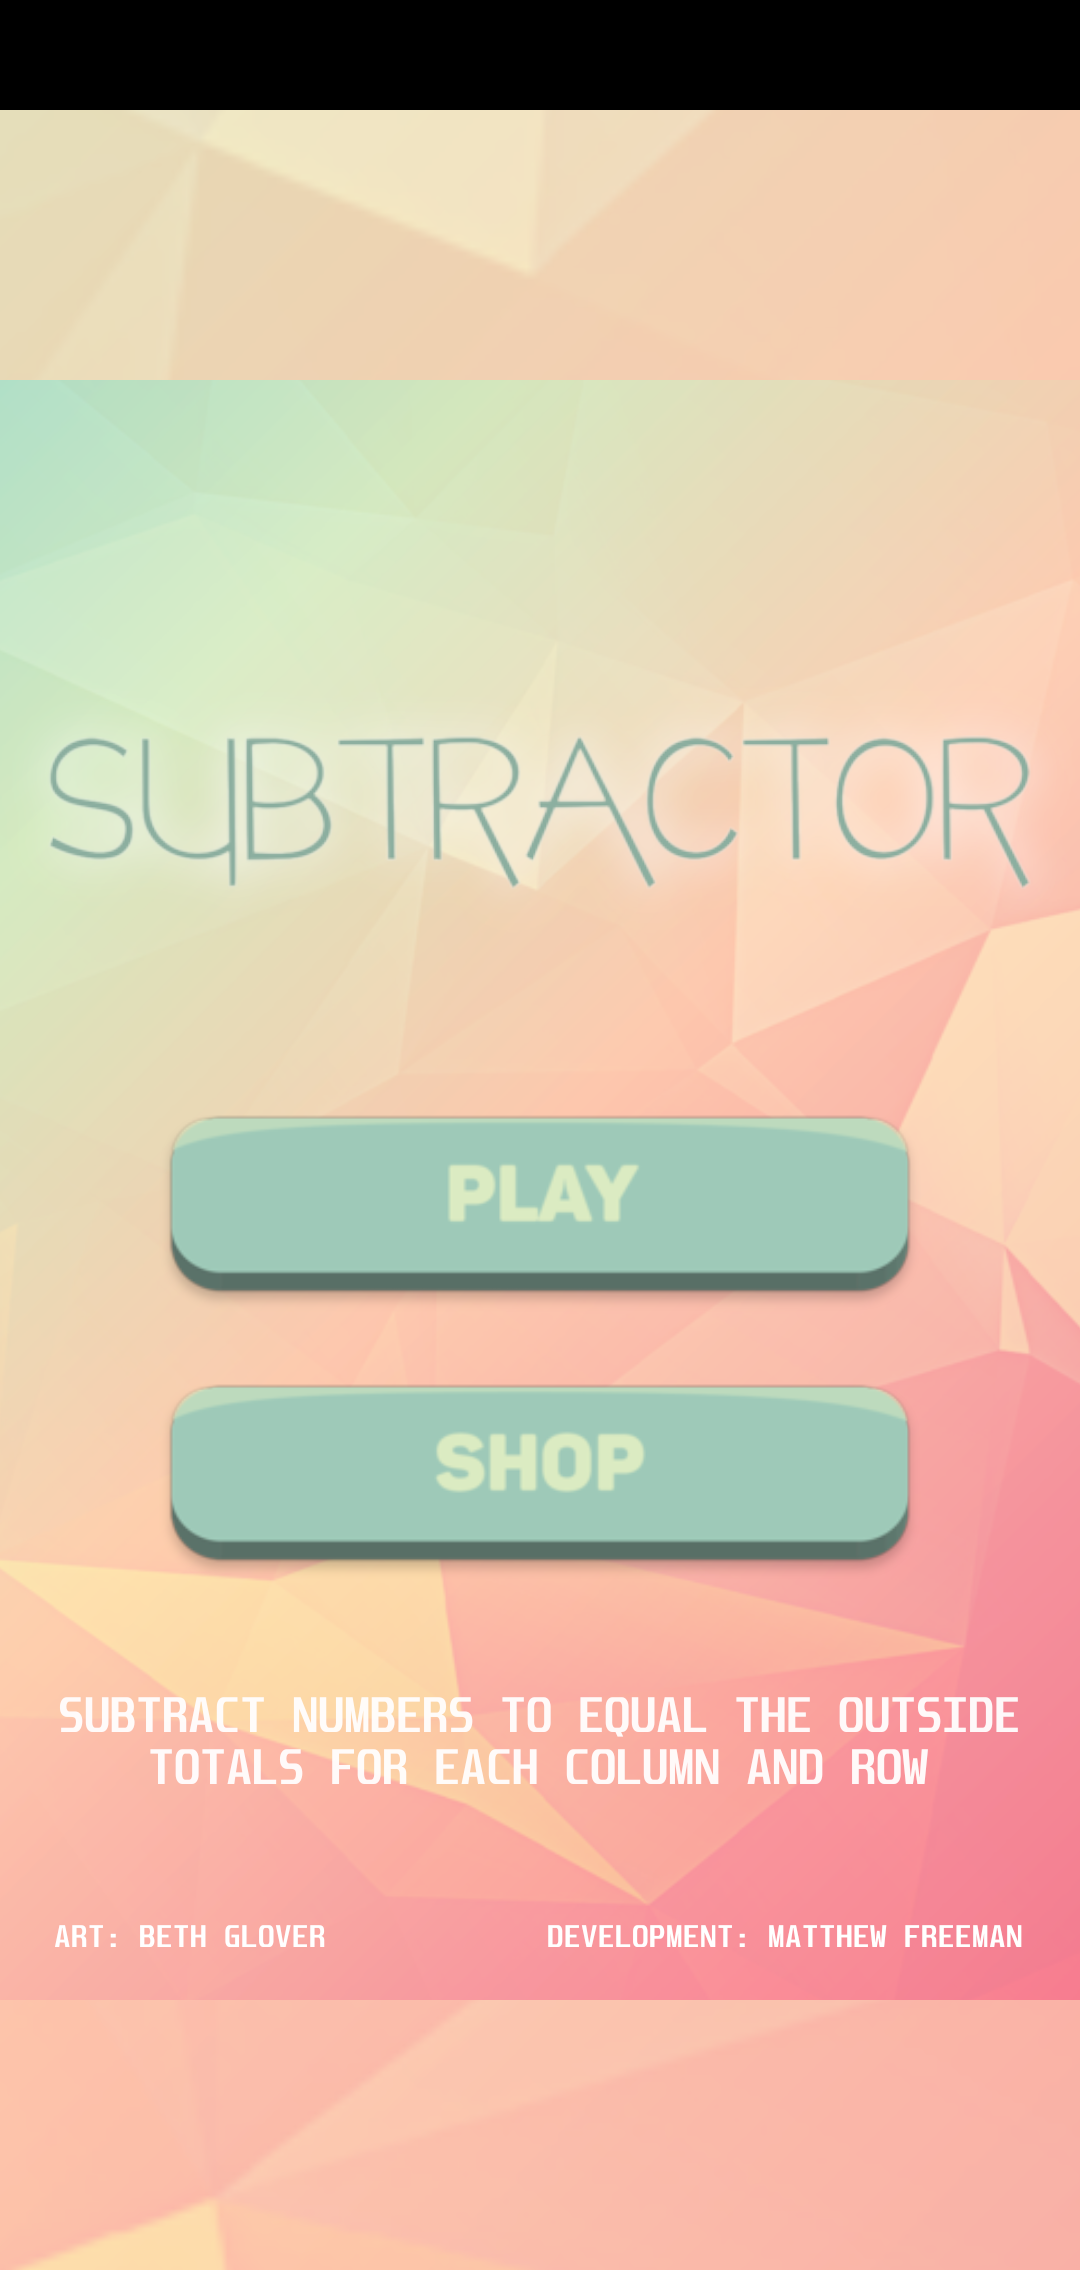 SUBTRACTOR
PLAY
SHOP
SUBTRACT NUMBERS TO EQUAL THE OUTSIDE
TOTALS FOR EACH COLUMN AND ROW
ART: BETH GLOVER
DEVELOPMENT: MATTHEW FREEMAN